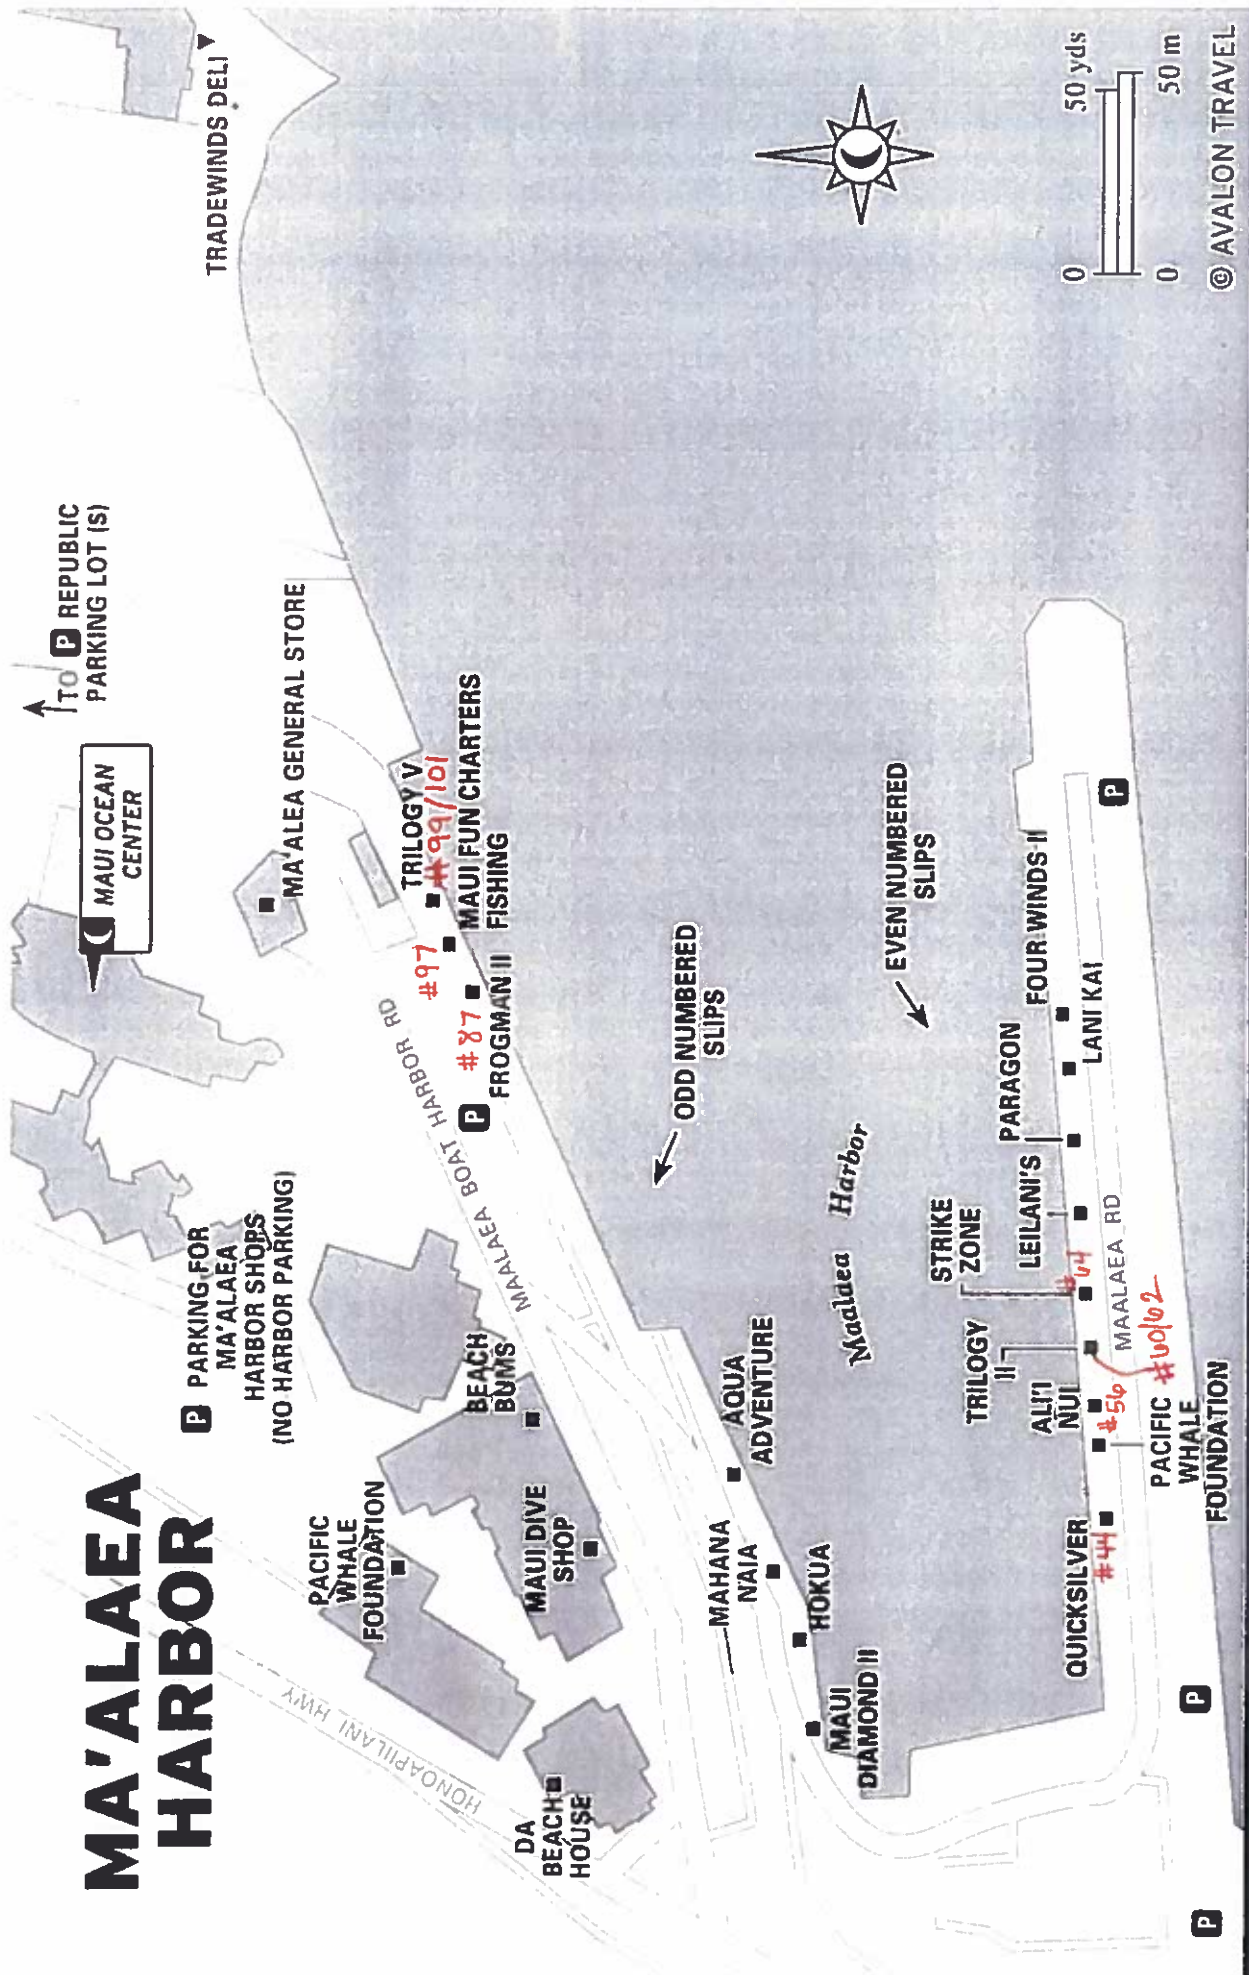 MA'ALAEA
HARBOR
MAUI OCEAN
CENTER
TO P REPUBLIC
PARKING LOT (S)
TRADEWINDS DELI
P PARKING FOR
MA'ALAEA
HARBOR SHOPS
(NO HARBOR PARKING)
MA'ALEA GENERAL STORE
HONOAPIILANI HWY
PACIFIC
WHALE
FOUNDATION
BEACH
BUMS
MAUI DIVE
SHOP
DA
BEACH
HOUSE
MAALAEA BOAT HARBOR RD
TRILOGY V
#99/101
#97
MAUI FUN CHARTERS
FISHING
#87
FROGMAN II
P
AQUA
ADVENTURE
MAHANA
NAIA
HOKUA
MAUI
DIAMOND II
ODD NUMBERED
SLIPS
Maalaea Harbor
EVEN NUMBERED
SLIPS
STRIKE
ZONE
#64
LEILANI'S
PARAGON
FOUR WINDS II
LANI KAI
TRILOGY
II
#60/62
ALI'I
NUI
#56
QUICKSILVER
#44
PACIFIC
WHALE
FOUNDATION
MAALAEA RD
P
P
P
0 50 yds
0 50 m
© AVALON TRAVEL